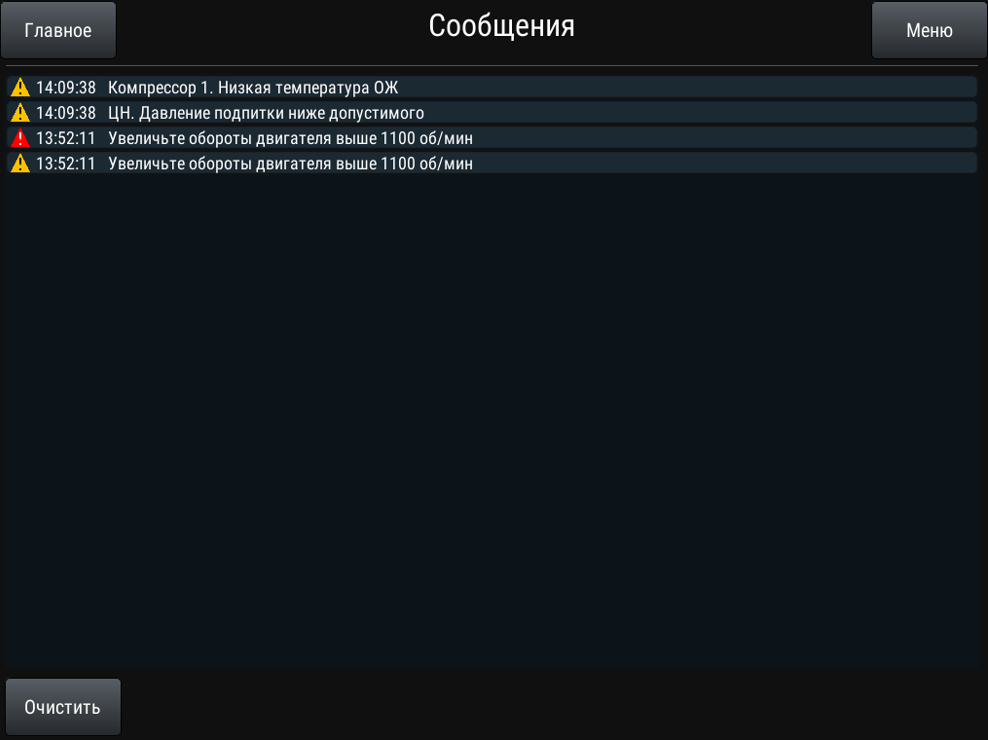 Главное
Сообщения
Меню
14:09:38 Компрессор 1. Низкая температура ОЖ
14:09:38 ЦН. Давление подпитки ниже допустимого
13:52:11 Увеличьте обороты двигателя выше 1100 об/мин
13:52:11 Увеличьте обороты двигателя выше 1100 об/мин
Очистить